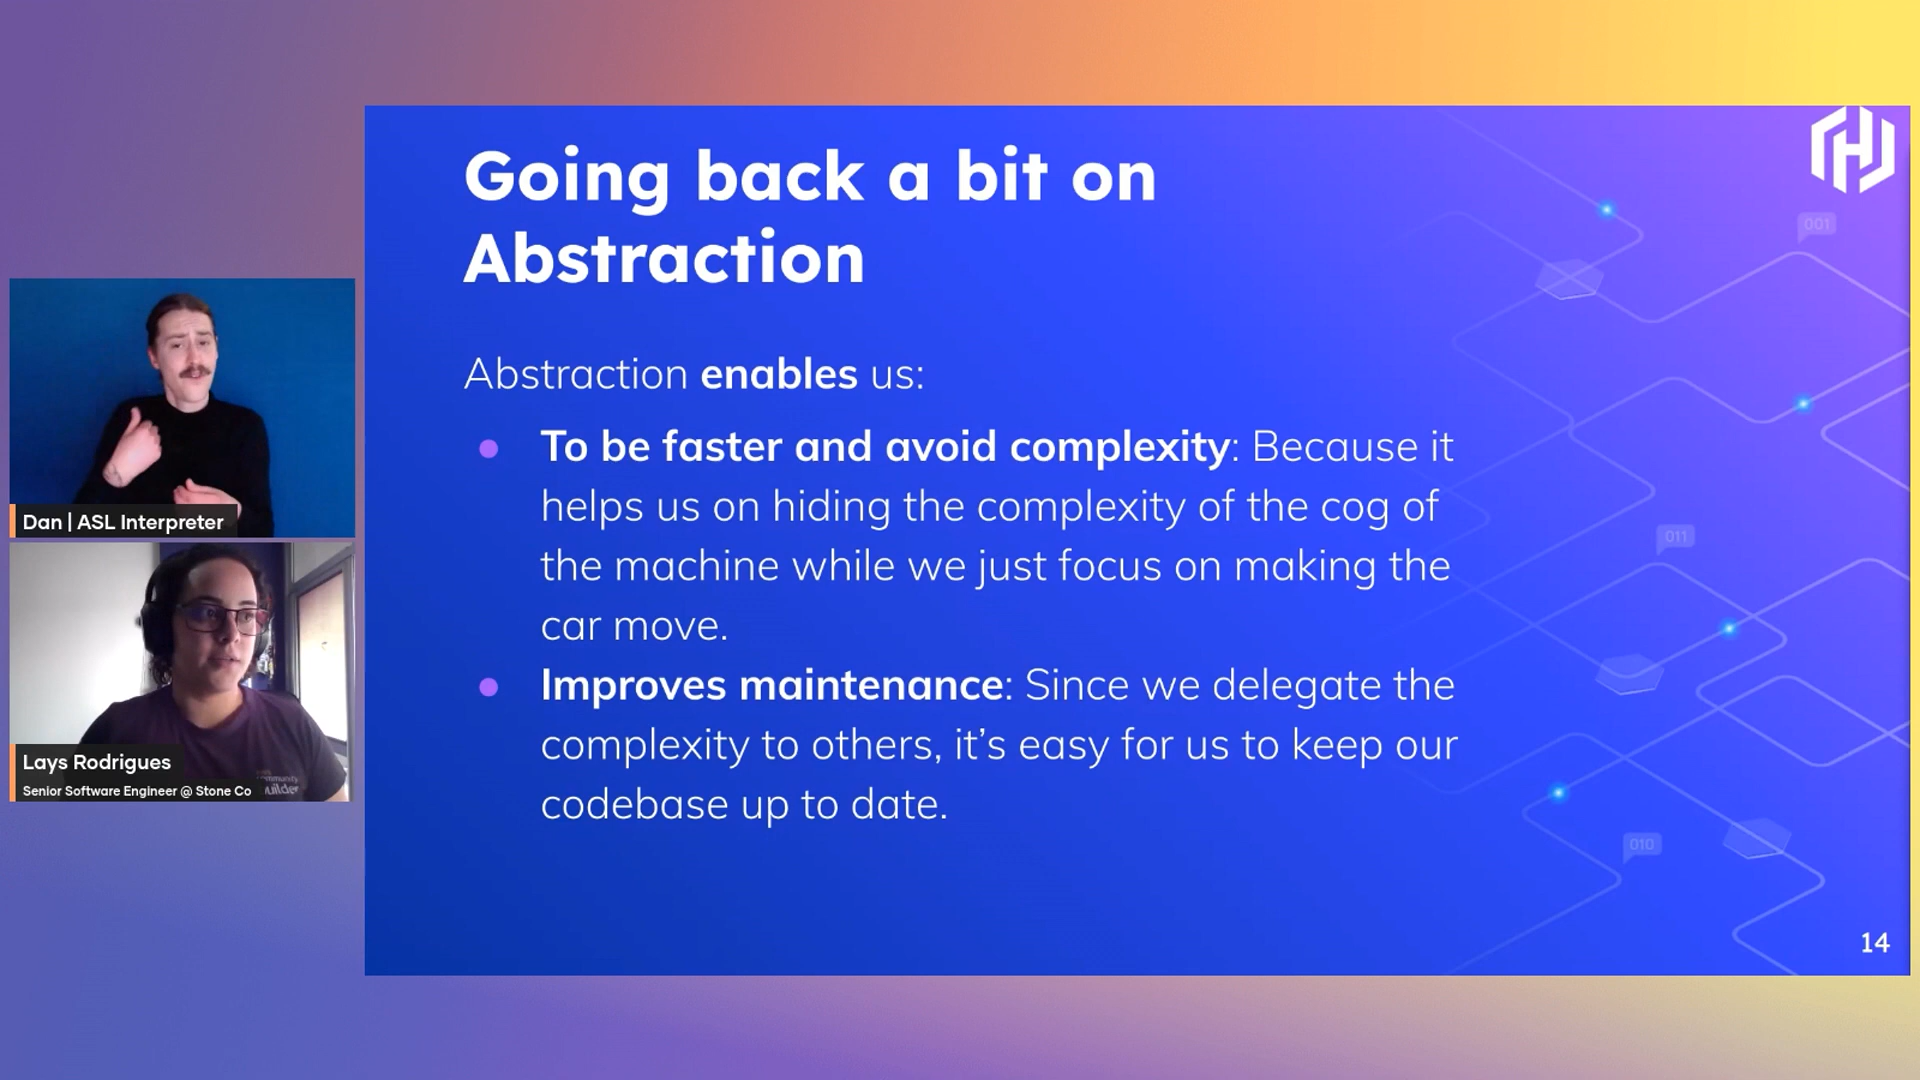 Going back a bit on
Abstraction
001
Abstraction enables us:
● To be faster and avoid complexity: Because it
helps us on hiding the complexity of the cog of
the machine while we just focus on making the
car move.
● Improves maintenance: Since we delegate the
complexity to others, it’s easy for us to keep our
codebase up to date.
011
010
14
Dan | ASL Interpreter
Lays Rodrigues
Senior Software Engineer @ Stone Co